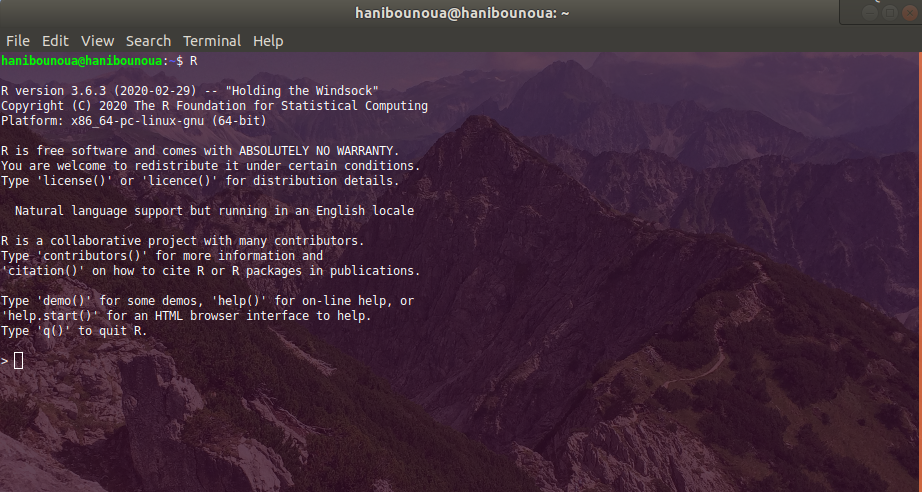 hanibounoua@hanibounoua: ~
File Edit View Search Terminal Help
hanibounoua@hanibounoua:~$ R
R version 3.6.3 (2020-02-29) -- "Holding the Windsock"
Copyright (C) 2020 The R Foundation for Statistical Computing
Platform: x86_64-pc-linux-gnu (64-bit)
R is free software and comes with ABSOLUTELY NO WARRANTY.
You are welcome to redistribute it under certain conditions.
Type 'license()' or 'licence()' for distribution details.
Natural language support but running in an English locale
R is a collaborative project with many contributors.
Type 'contributors()' for more information and
'citation()' on how to cite R or R packages in publications.
Type 'demo()' for some demos, 'help()' for on-line help, or
'help.start()' for an HTML browser interface to help.
Type 'q()' to quit R.
>